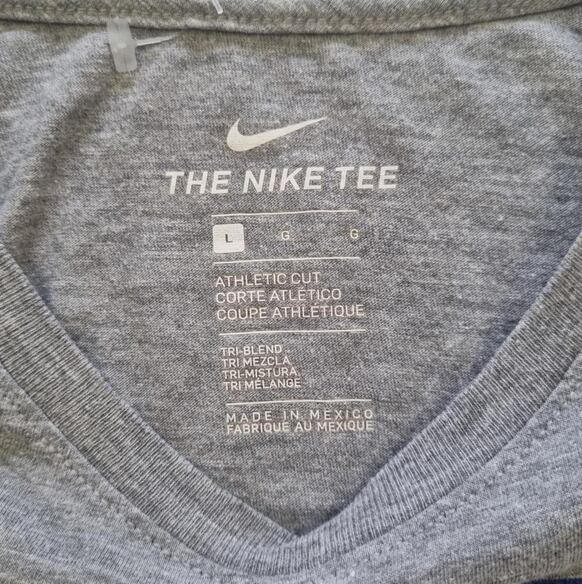 THE NIKE TEE
L G G
ATHLETIC CUT
CORTE ATLÉTICO
COUPE ATHLÉTIQUE
TRI-BLEND
TRI MEZCLA
TRI-MISTURA
TRI MÉLANGE
MADE IN MEXICO
FABRIQUE AU MEXIQUE